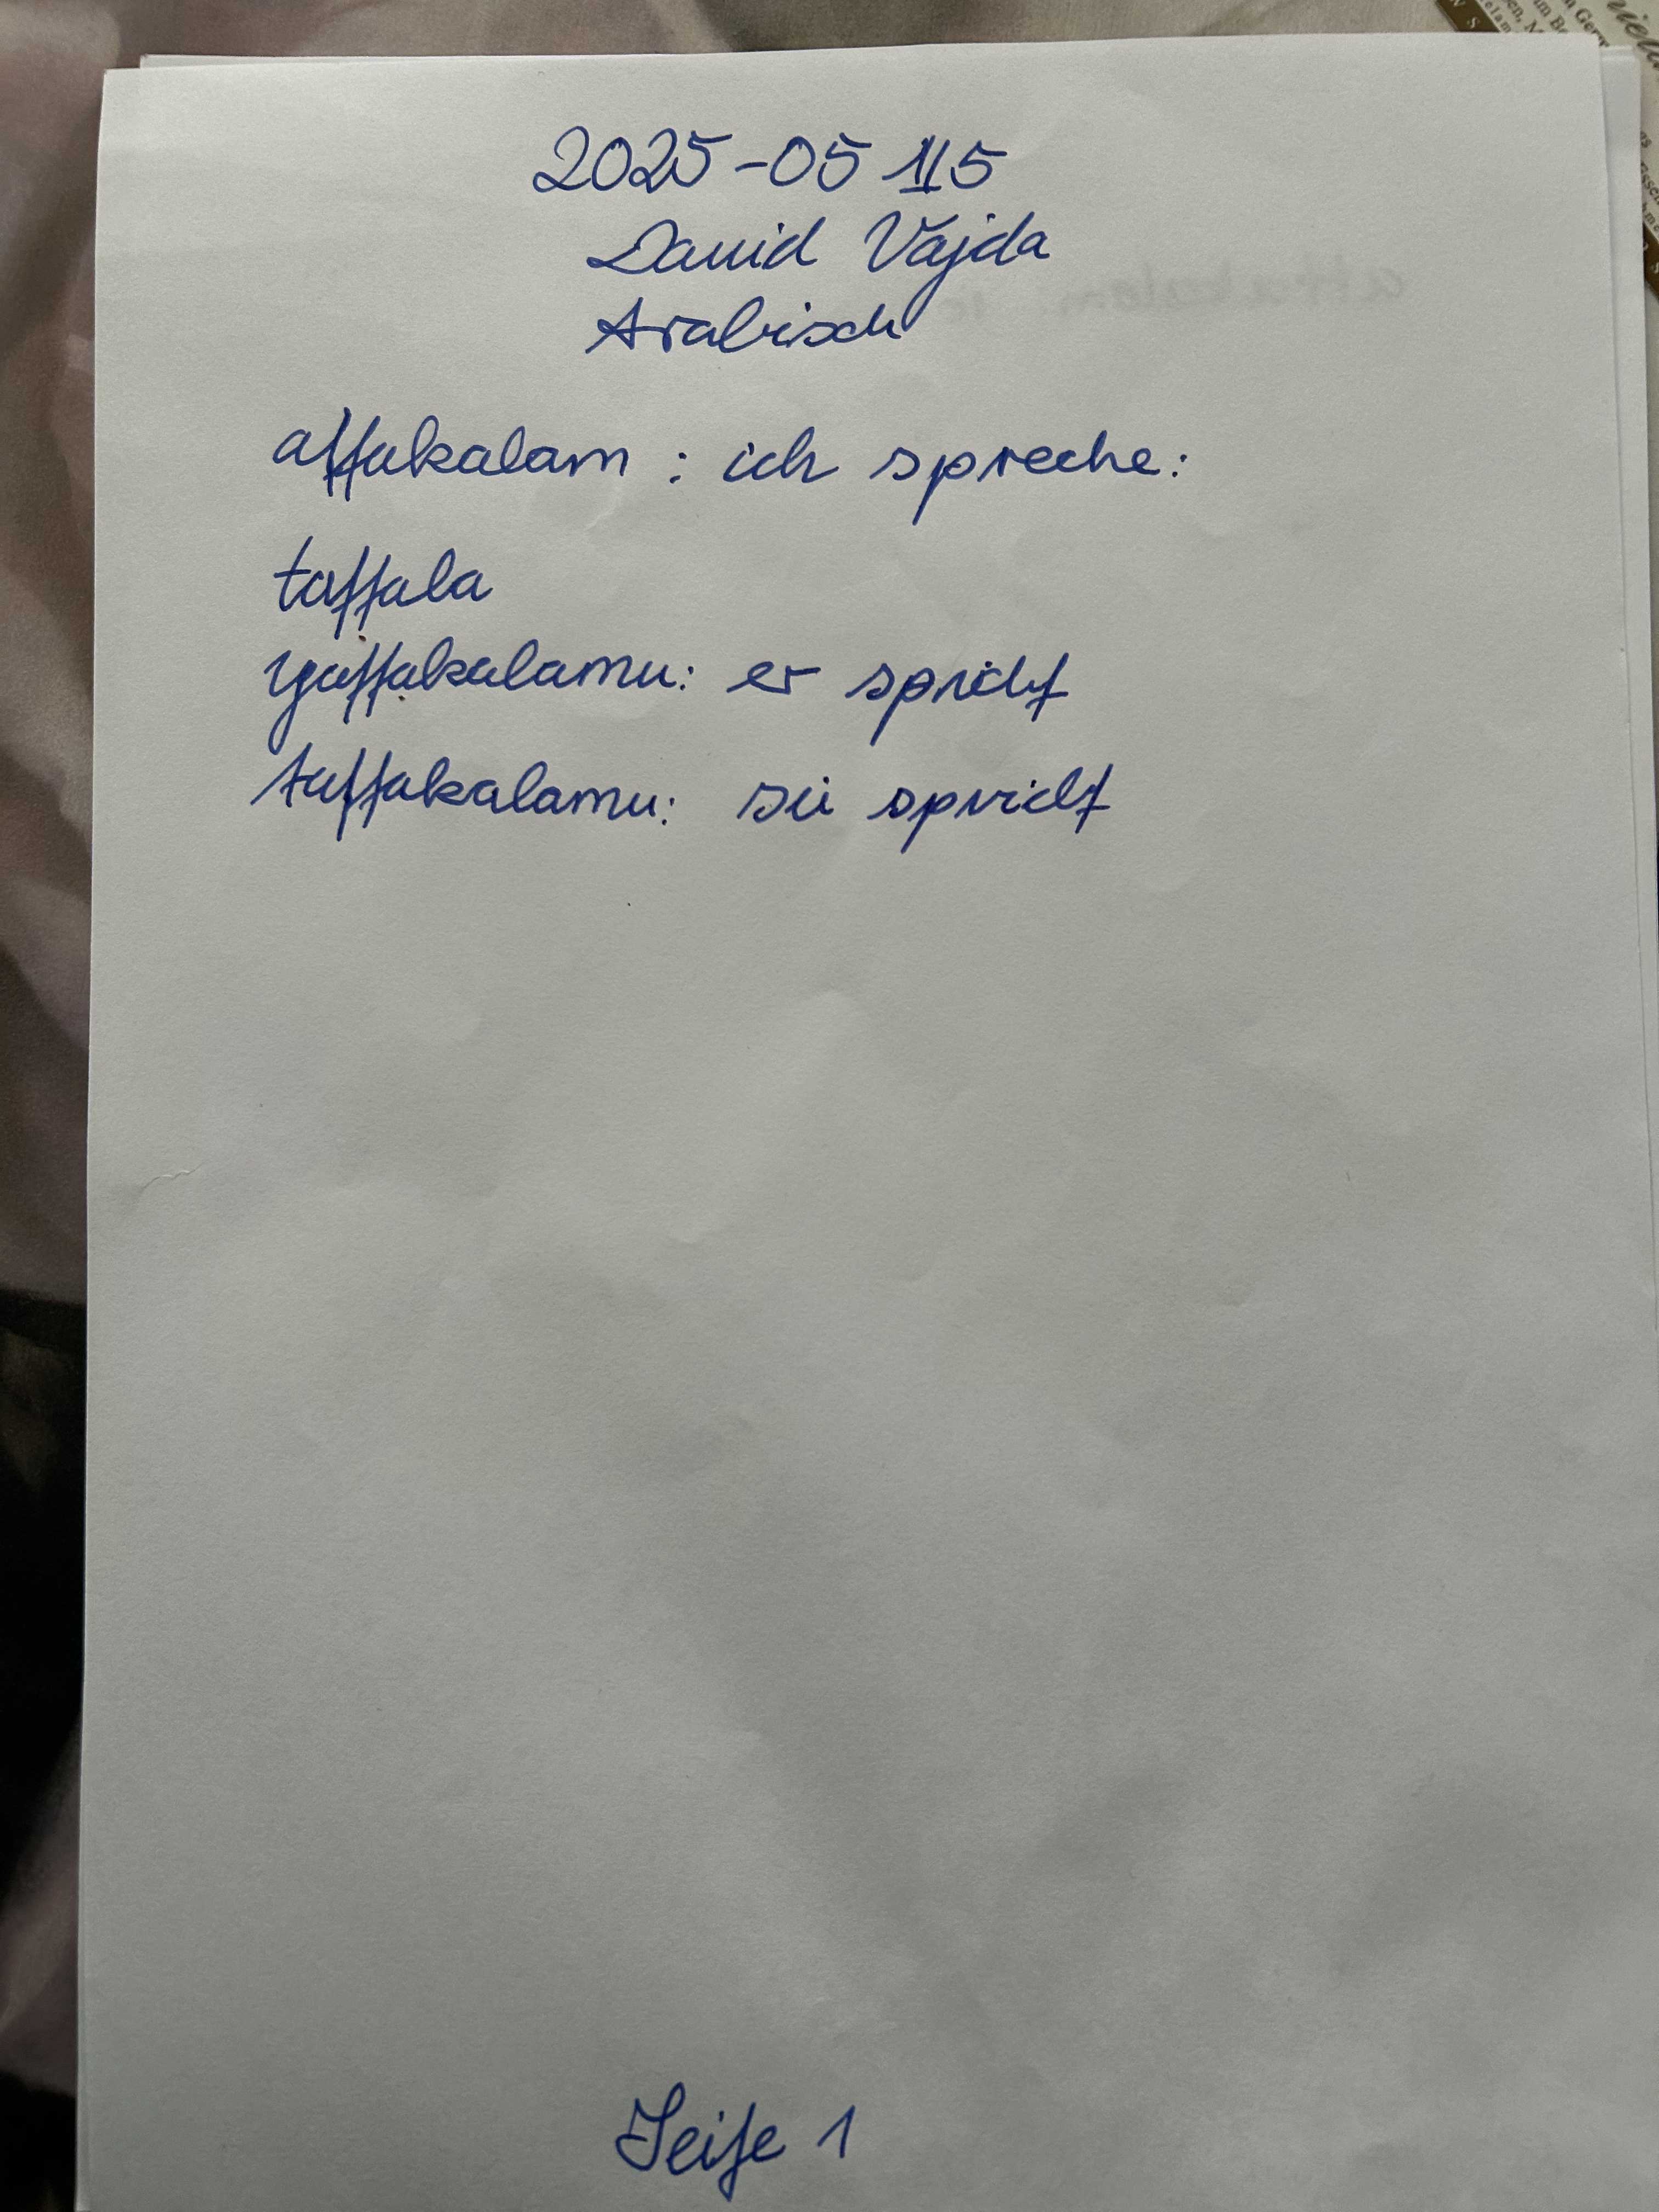 2025-05-15
David Vajda
Arabisch
attakalam : ich spreche:
tattala
yattakalamu: er spricht
tattakalamu: sie spricht
Seite 1